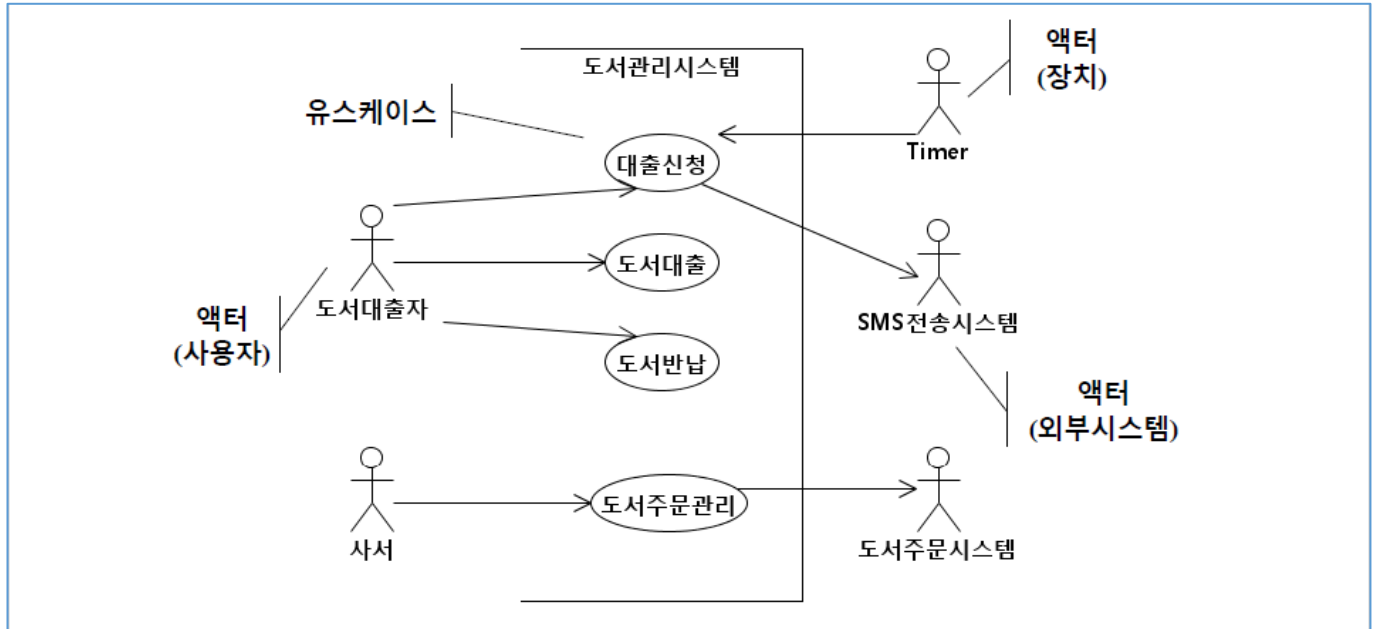 액터
(장치)
도서관리시스템
유스케이스
Timer
대출신청
도서대출
도서대출자
SMS전송시스템
액터
(사용자)
도서반납
액터
(외부시스템)
도서주문관리
사서
도서주문시스템